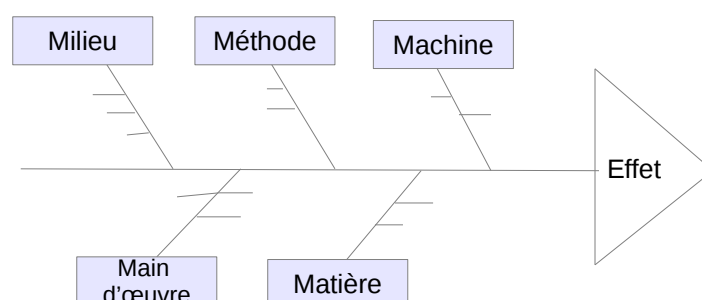 Milieu
Méthode
Machine
Effet
Main
d'œuvre
Matière